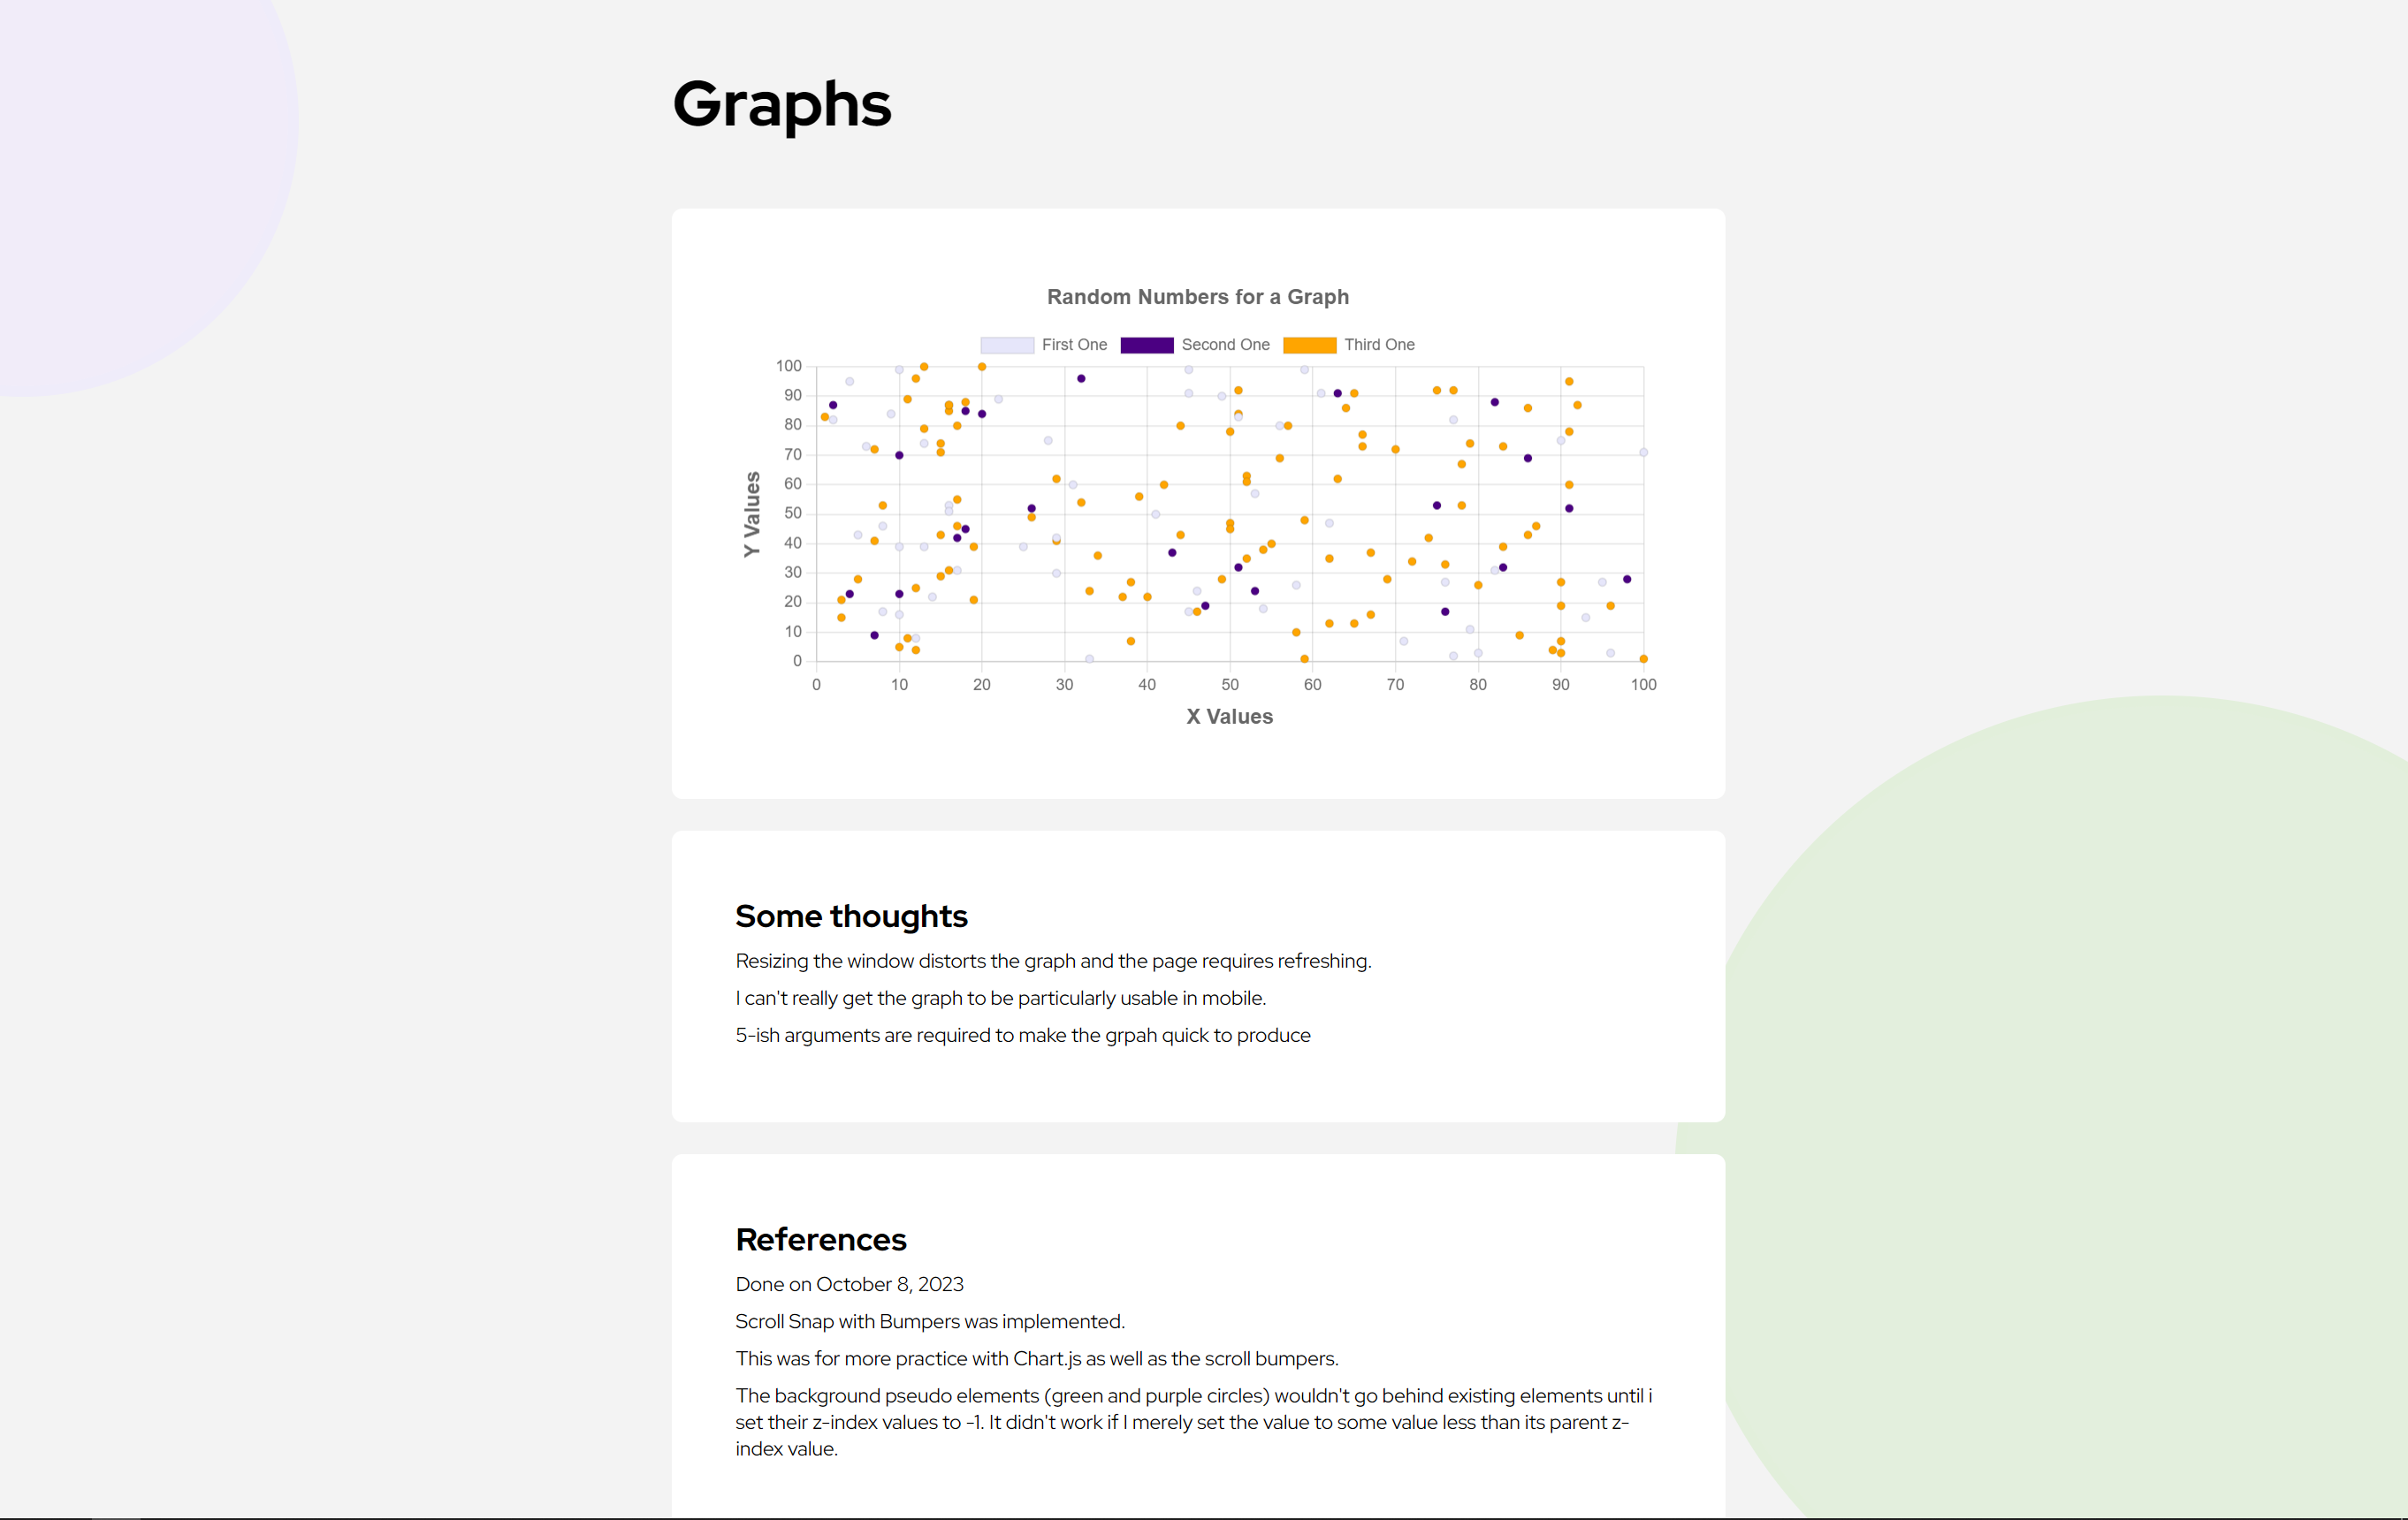 Graphs
Random Numbers for a Graph
First One Second One Third One
100
90
80
70
60
50
40
30
20
10
0
Y Values
0 10 20 30 40 50 60 70 80 90 100
X Values
Some thoughts
Resizing the window distorts the graph and the page requires refreshing.
I can't really get the graph to be particularly usable in mobile.
5-ish arguments are required to make the grpah quick to produce
References
Done on October 8, 2023
Scroll Snap with Bumpers was implemented.
This was for more practice with Chart.js as well as the scroll bumpers.
The background pseudo elements (green and purple circles) wouldn't go behind existing elements until i
set their z-index values to -1. It didn't work if I merely set the value to some value less than its parent z-
index value.